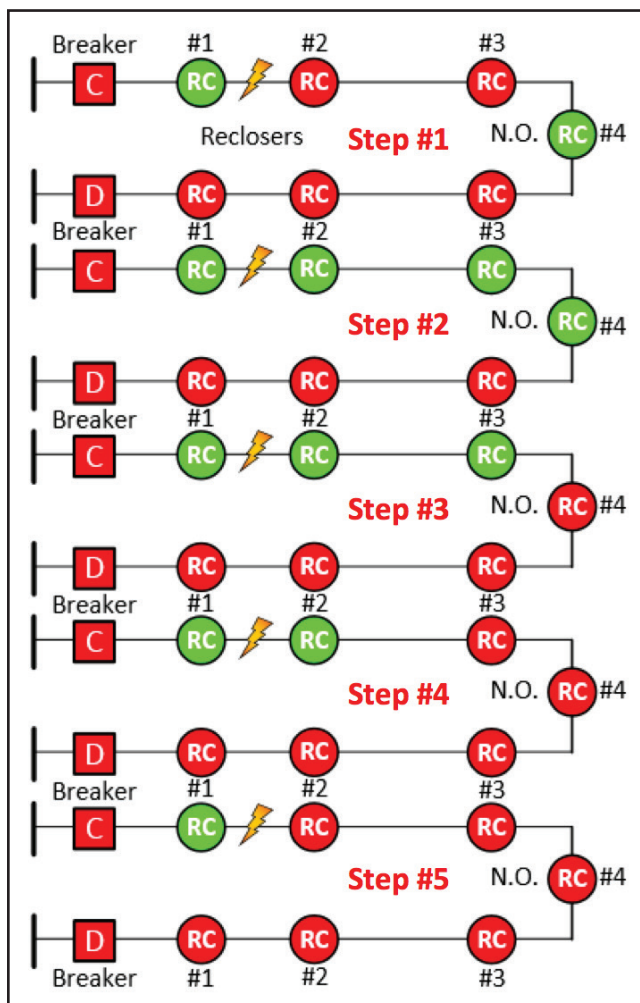 Breaker #1 #2 #3
C RC RC RC
Reclosers Step #1 N.O. RC #4
D RC RC RC
Breaker #1 #2 #3
C RC RC RC
Step #2 N.O. RC #4
D RC RC RC
Breaker #1 #2 #3
C RC RC RC
Step #3 N.O. RC #4
D RC RC RC
Breaker #1 #2 #3
C RC RC RC
Step #4 N.O. RC #4
D RC RC RC
Breaker #1 #2 #3
C RC RC RC
Step #5 N.O. RC #4
D RC RC RC
Breaker #1 #2 #3